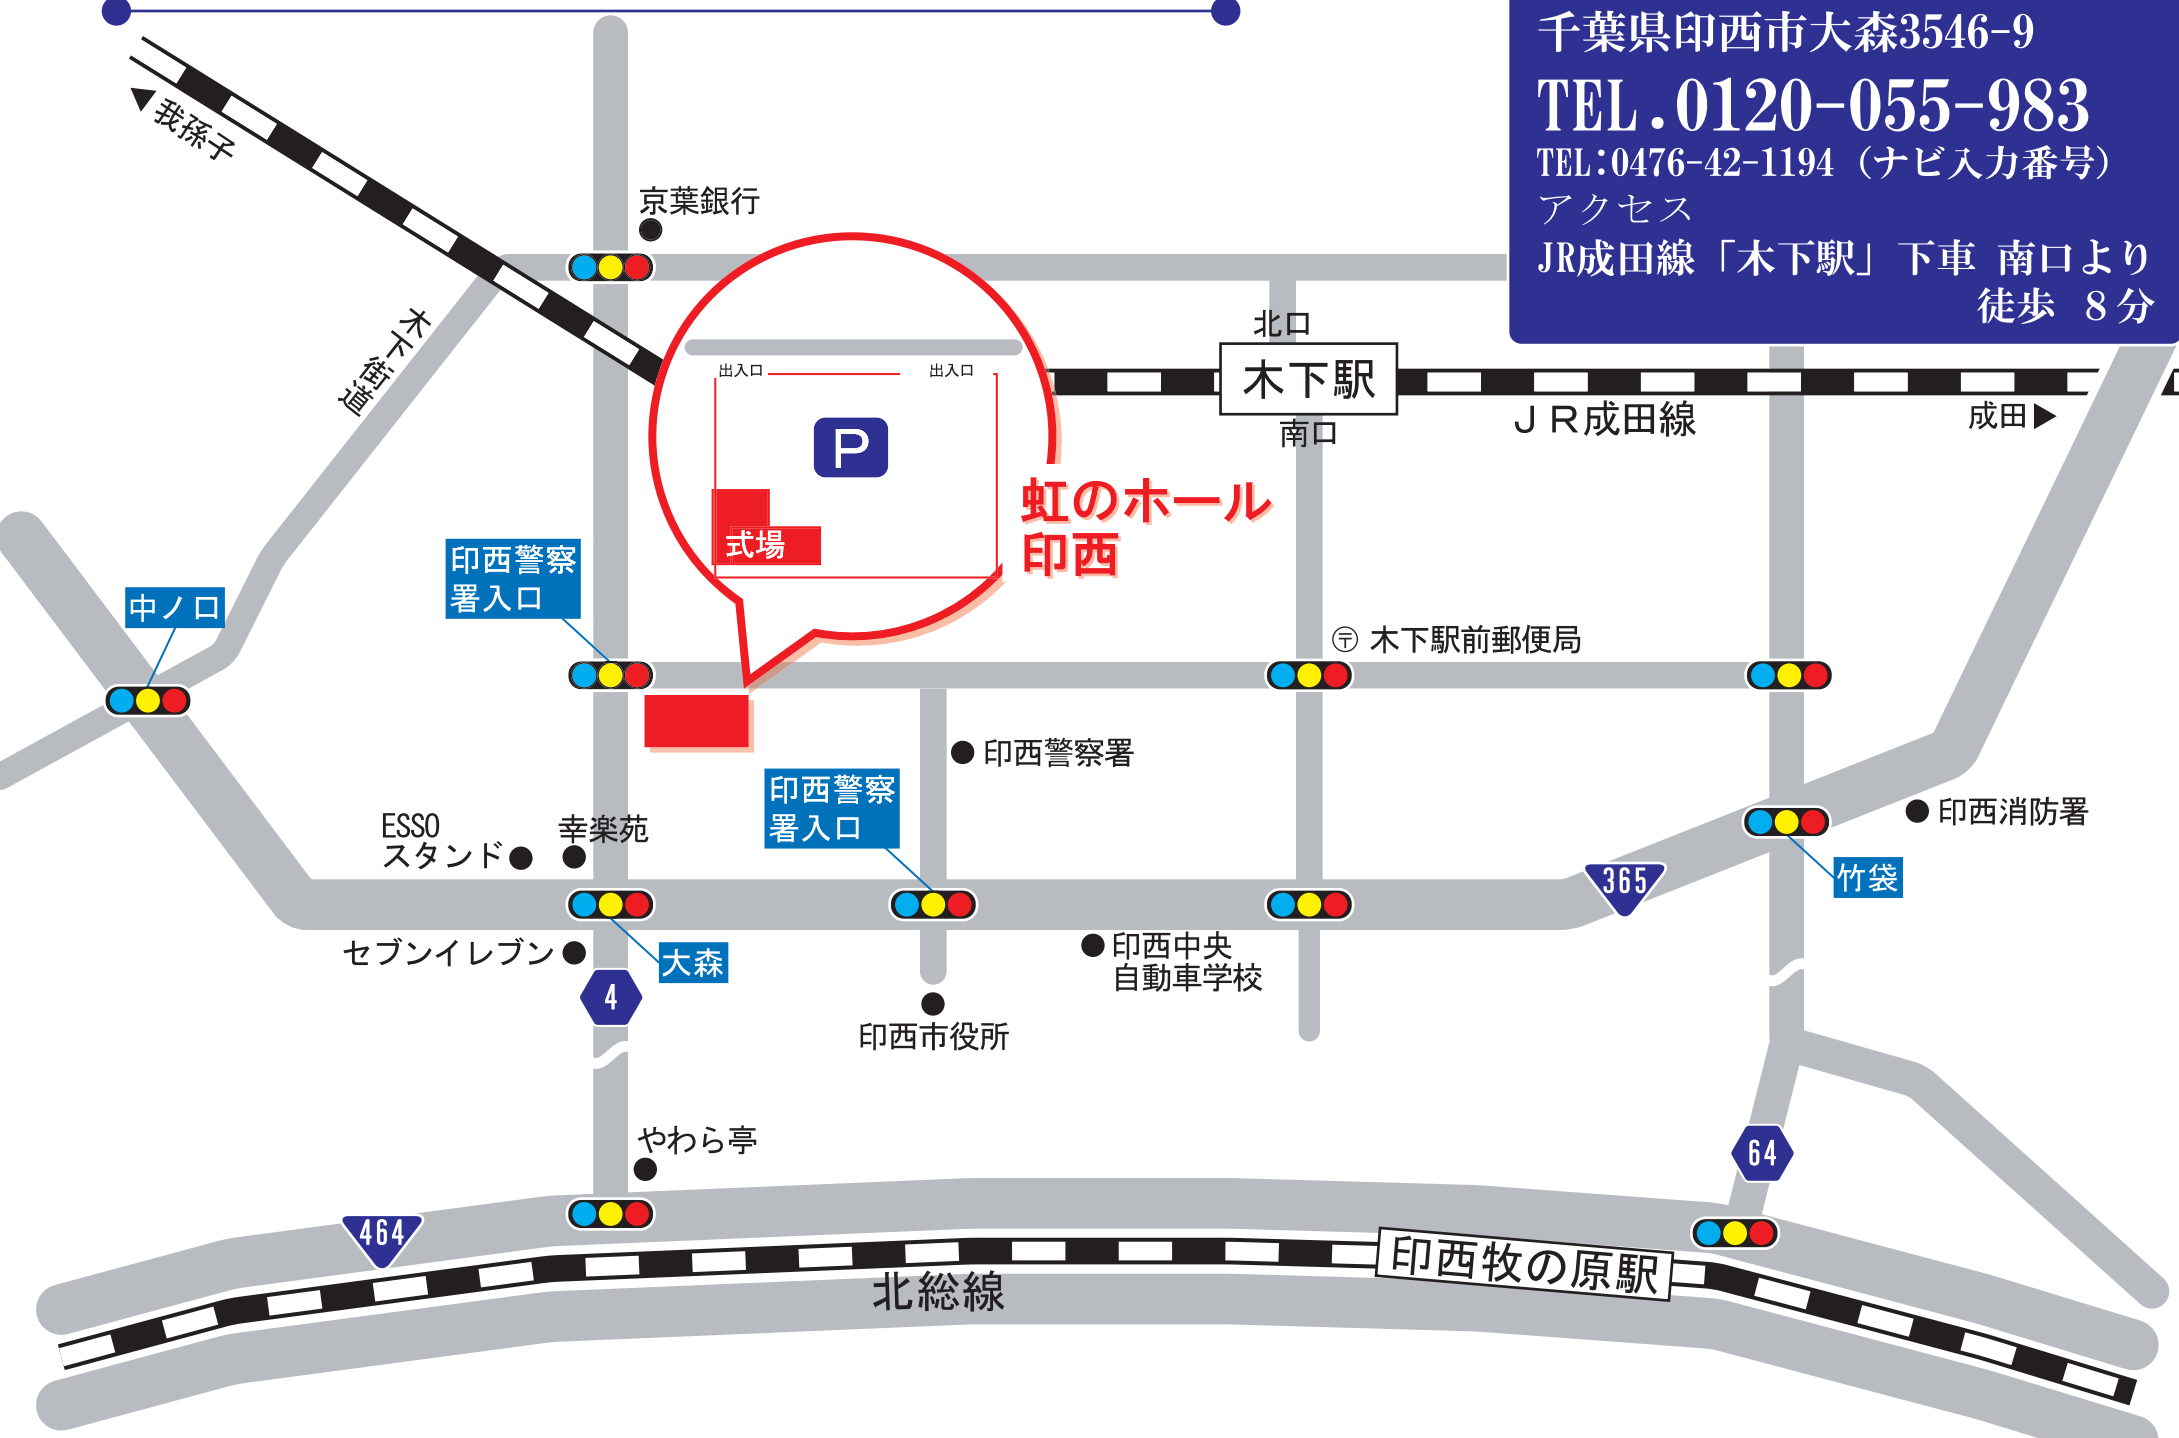 千葉県印西市大森3546-9
TEL.0120-055-983
TEL:0476-42-1194（ナビ入力番号）
アクセス
JR成田線「木下駅」下車 南口より
徒歩 8分
我孫子
京葉銀行
木下街道
出入口
出入口
P
式場
虹のホール
印西
北口
木下駅
南口
JR成田線
成田
中ノ口
印西警察
署入口
〒 木下駅前郵便局
印西警察署
印西警察
署入口
ESSO
スタンド
幸楽苑
印西消防署
竹袋
365
セブンイレブン
大森
4
印西中央
自動車学校
印西市役所
やわら亭
64
464
北総線
印西牧の原駅